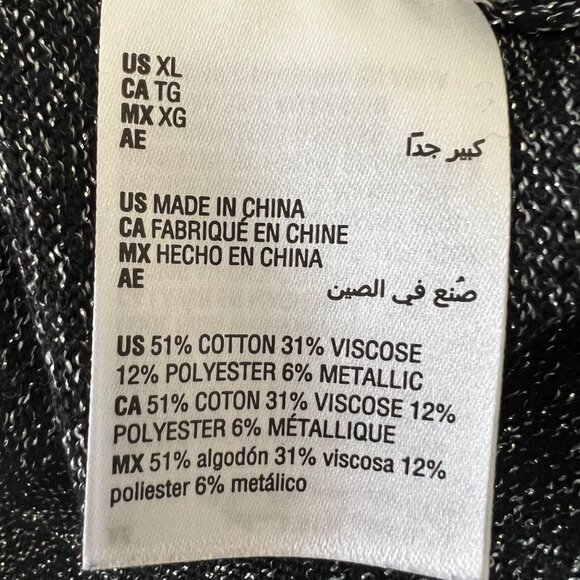 US XL
CA TG
MX XG
AE كبير جدًا
US MADE IN CHINA
CA FABRIQUÉ EN CHINE
MX HECHO EN CHINA
AE صُنع في الصين
US 51% COTTON 31% VISCOSE
12% POLYESTER 6% METALLIC
CA 51% COTON 31% VISCOSE 12%
POLYESTER 6% MÉTALLIQUE
MX 51% algodón 31% viscosa 12%
poliester 6% metálico